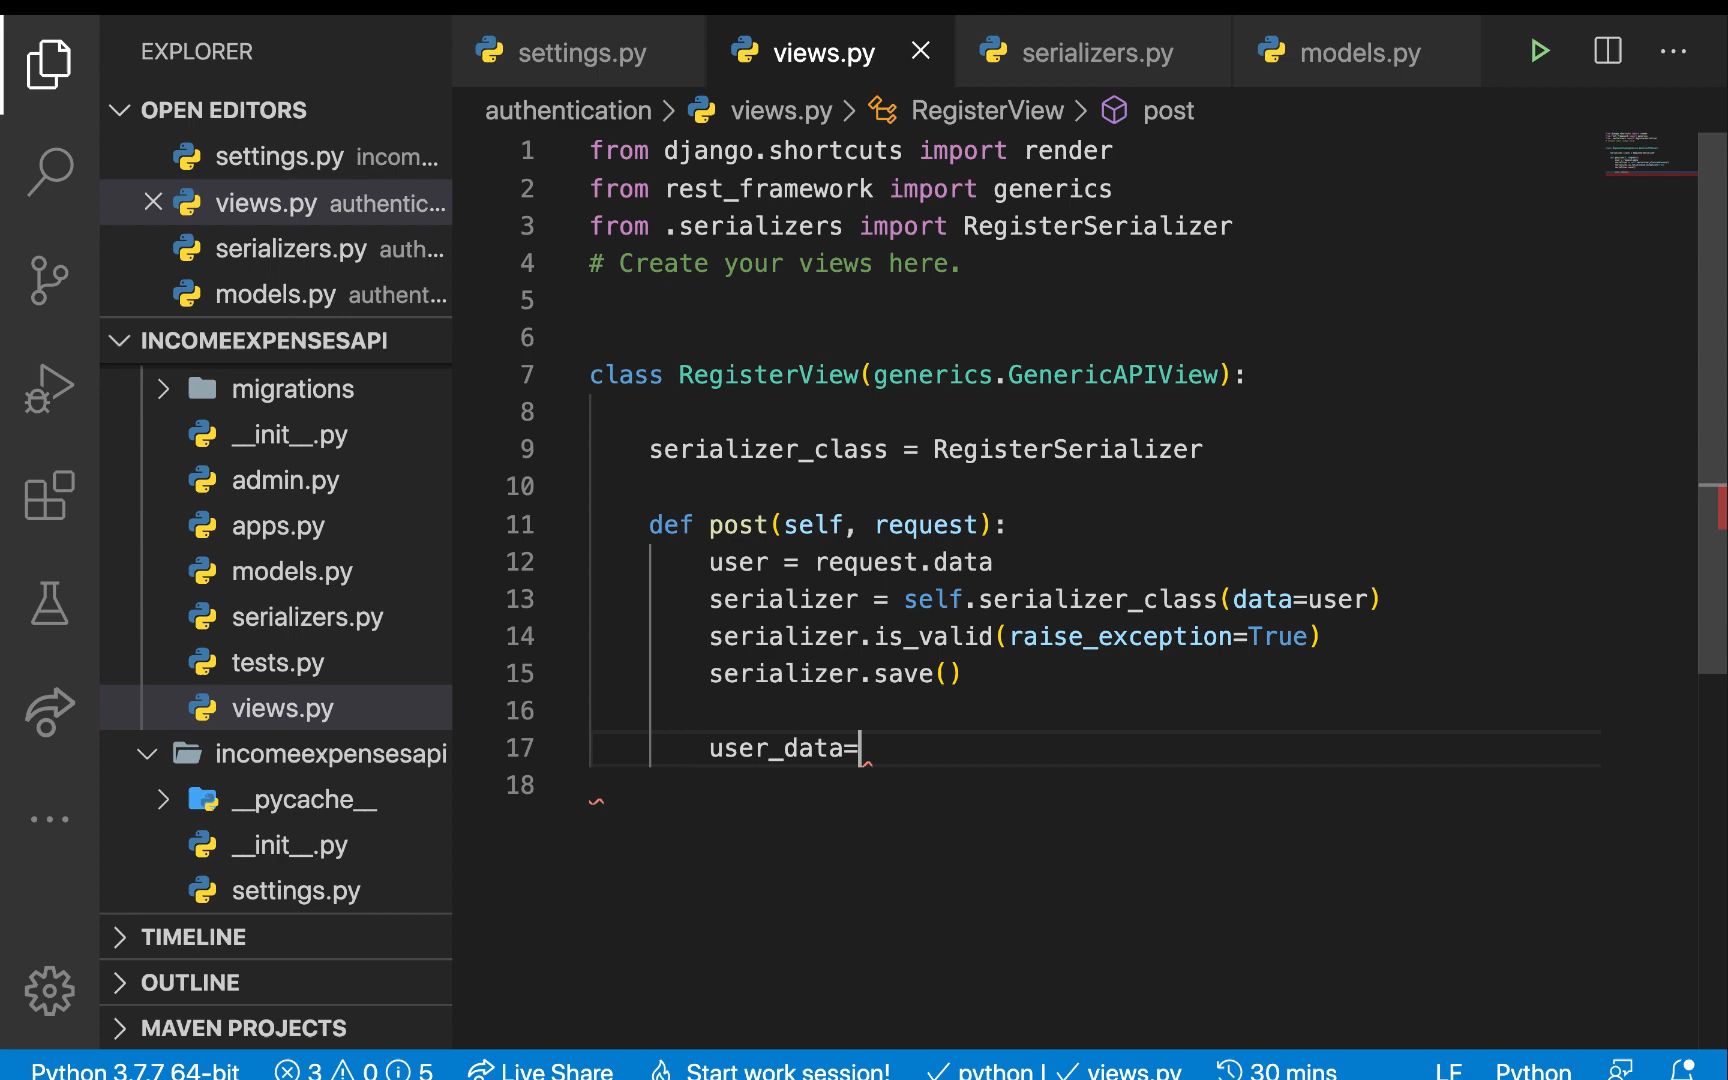 EXPLORER
OPEN EDITORS
settings.py incom...
views.py authentic...
serializers.py auth...
models.py authent...
INCOMEEXPENSESAPI
migrations
__init__.py
admin.py
apps.py
models.py
serializers.py
tests.py
views.py
incomeexpensesapi
__pycache__
__init__.py
settings.py
TIMELINE
OUTLINE
MAVEN PROJECTS
settings.py views.py serializers.py models.py
authentication > views.py > RegisterView > post
1 from django.shortcuts import render
2 from rest_framework import generics
3 from .serializers import RegisterSerializer
4 # Create your views here.
5
6
7 class RegisterView(generics.GenericAPIView):
8
9 serializer_class = RegisterSerializer
10
11 def post(self, request):
12 user = request.data
13 serializer = self.serializer_class(data=user)
14 serializer.is_valid(raise_exception=True)
15 serializer.save()
16
17 user_data=
18
Python 3.7.7 64-bit 3 0 5 Live Share Start work session! python | views.py 30 mins LF Python